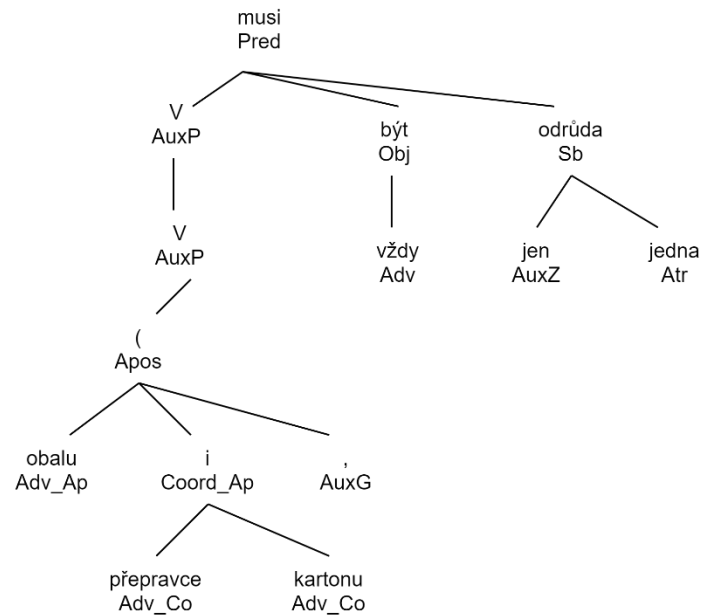 musi
Pred
V
AuxP
být
Obj
odrůda
Sb
V
AuxP
vždy
Adv
jen
AuxZ
jedna
Atr
(
Apos
obalu
Adv_Ap
i
Coord_Ap
,
AuxG
přepravce
Adv_Co
kartonu
Adv_Co